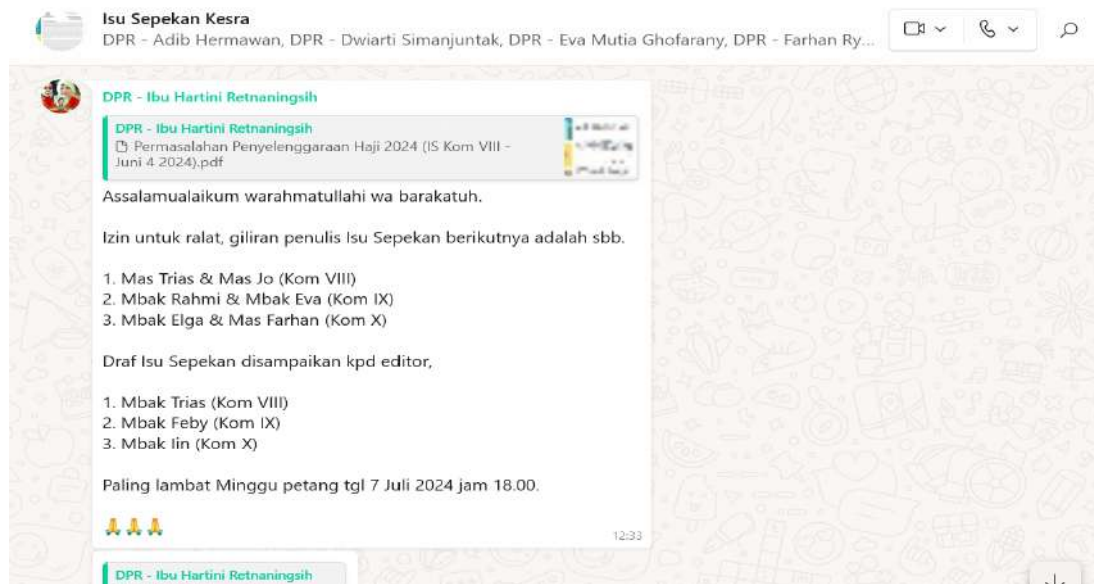 Isu Sepekan Kesra
DPR - Adib Hermawan, DPR - Dwiarti Simanjuntak, DPR - Eva Mutia Ghofarany, DPR - Farhan Ry...
DPR - Ibu Hartini Retnaningsih
DPR - Ibu Hartini Retnaningsih
Permasalahan Penyelenggaraan Haji 2024 (IS Kom VIII -
Juni 4 2024).pdf
Assalamualaikum warahmatullahi wa barakatuh.
Izin untuk ralat, giliran penulis Isu Sepekan berikutnya adalah sbb.
1. Mas Trias & Mas Jo (Kom VIII)
2. Mbak Rahmi & Mbak Eva (Kom IX)
3. Mbak Elga & Mas Farhan (Kom X)
Draf Isu Sepekan disampaikan kpd editor,
1. Mbak Trias (Kom VIII)
2. Mbak Feby (Kom IX)
3. Mbak Iin (Kom X)
Paling lambat Minggu petang tgl 7 Juli 2024 jam 18.00.
🙏🙏🙏
12:33
DPR - Ibu Hartini Retnaningsih